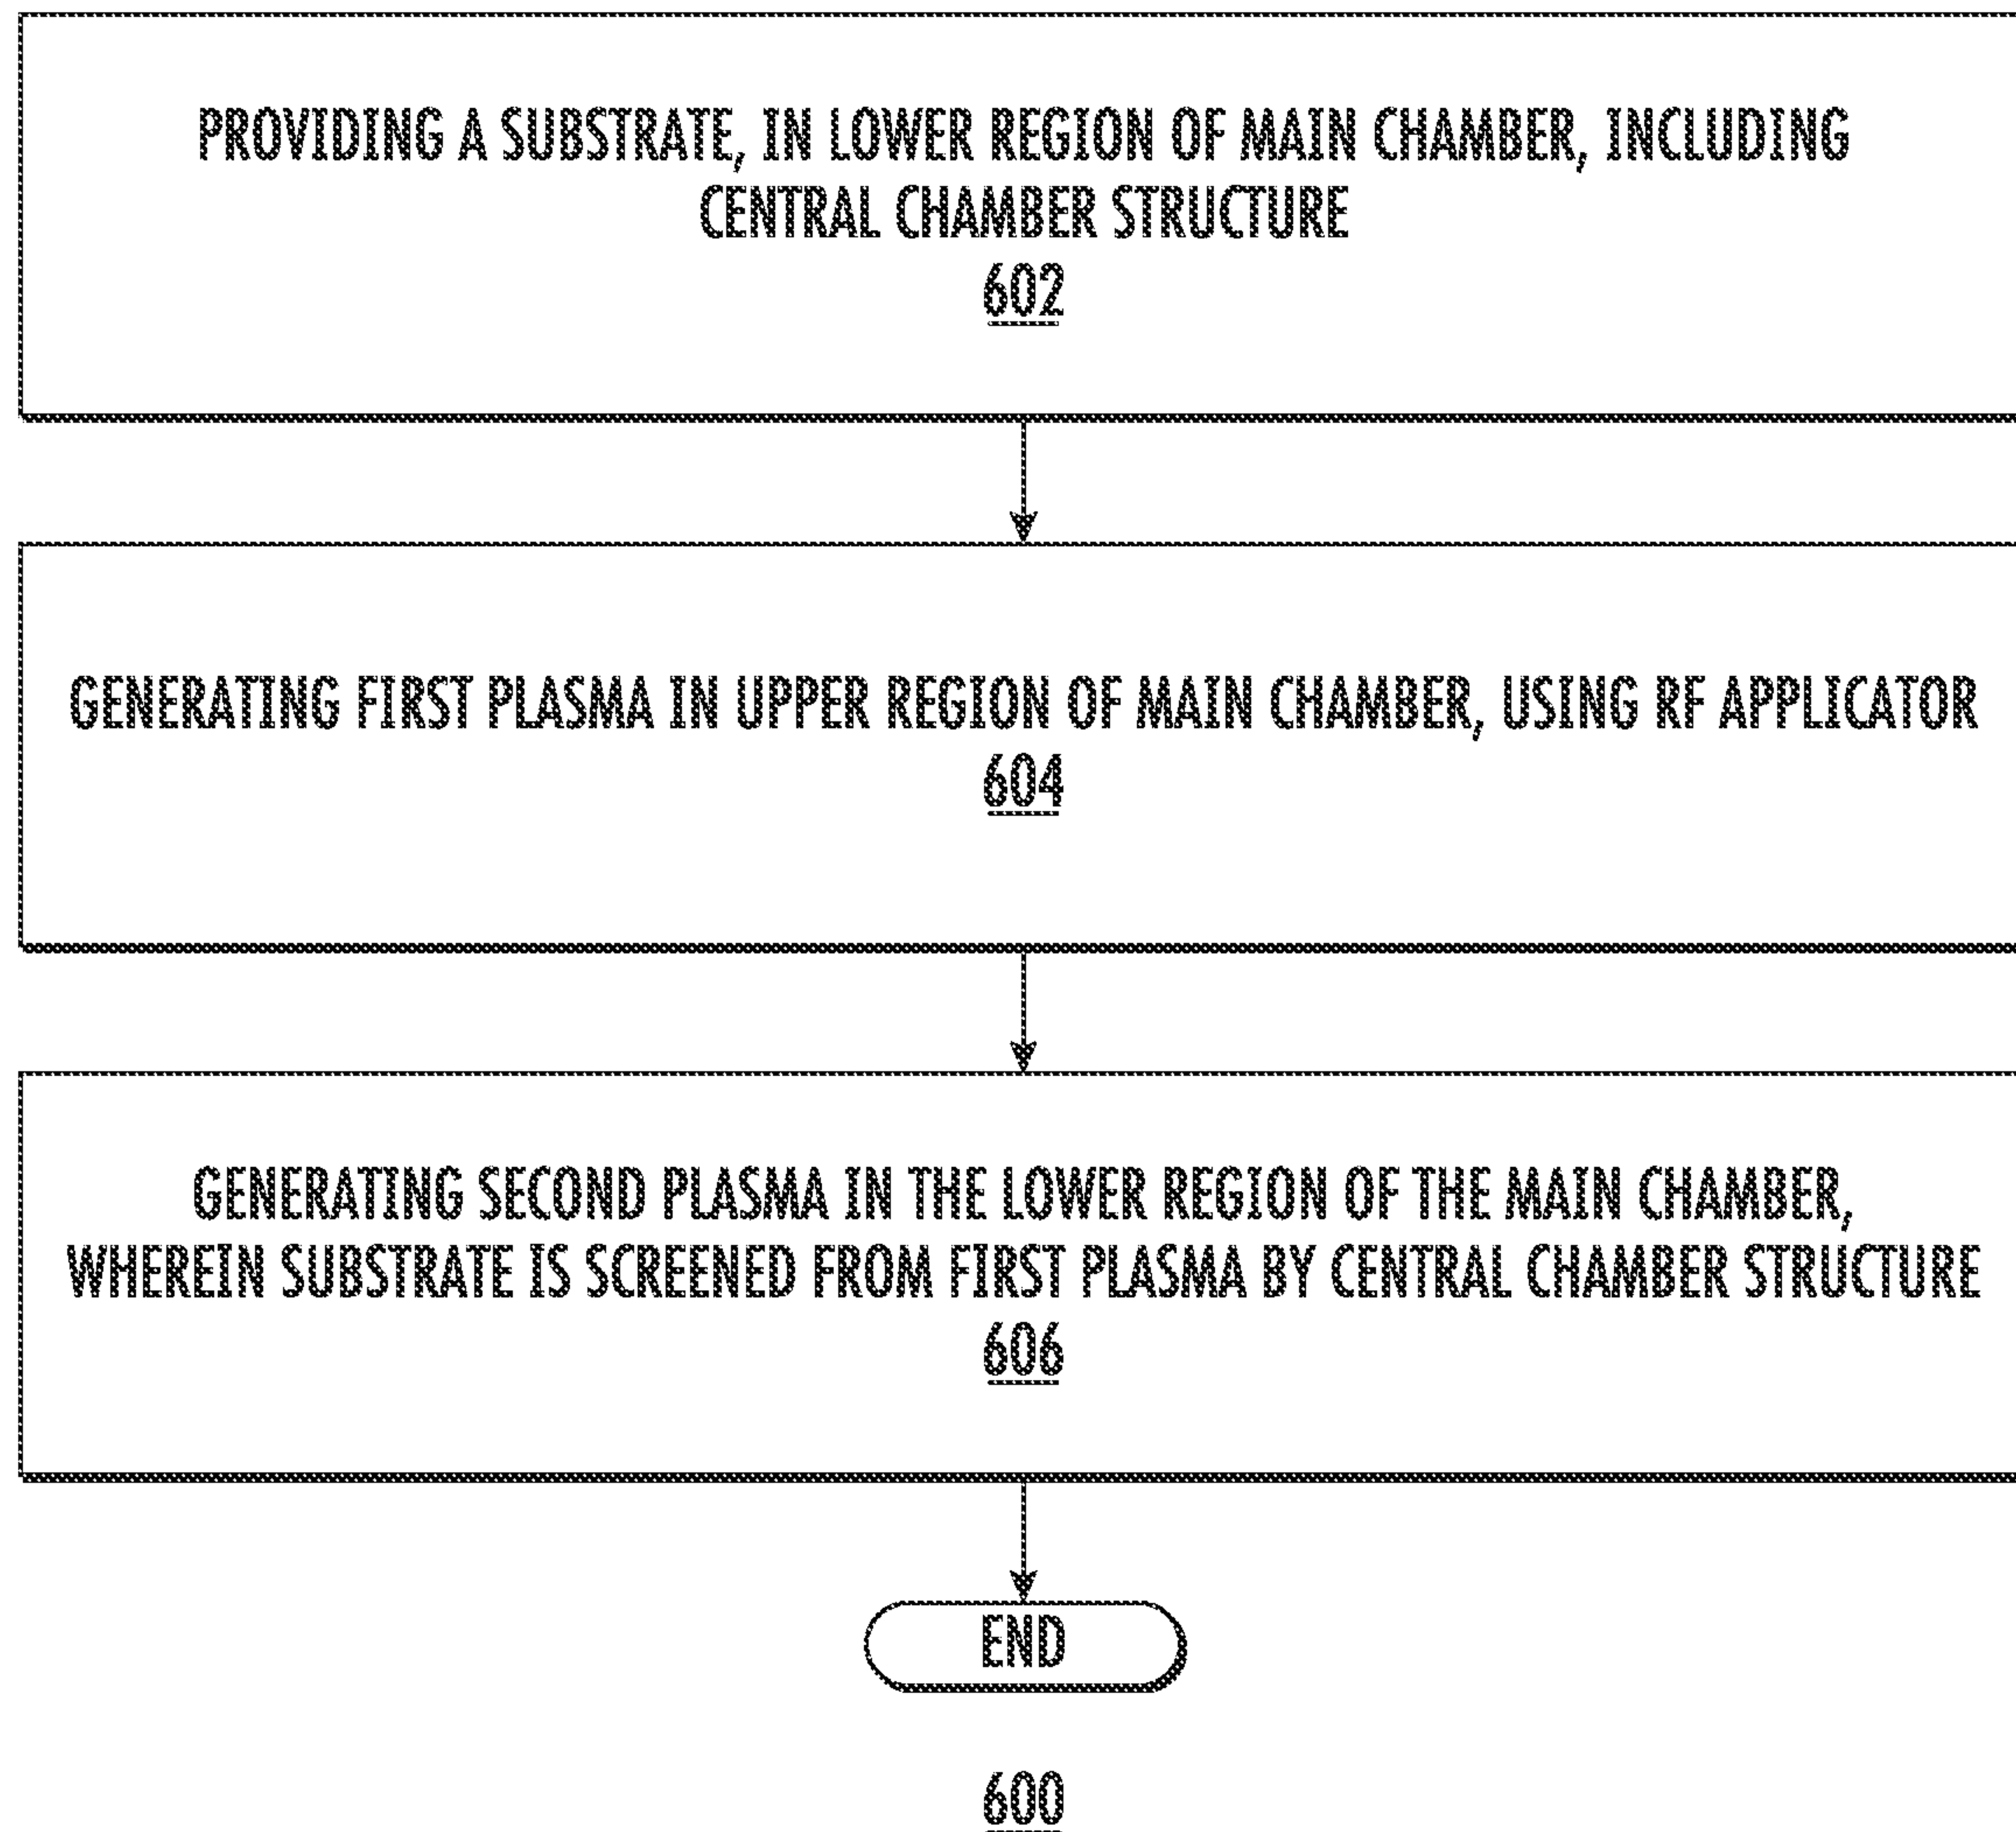 PROVIDING A SUBSTRATE, IN LOWER REGION OF MAIN CHAMBER, INCLUDING
CENTRAL CHAMBER STRUCTURE
602
GENERATING FIRST PLASMA IN UPPER REGION OF MAIN CHAMBER, USING RF APPLICATOR
604
GENERATING SECOND PLASMA IN THE LOWER REGION OF THE MAIN CHAMBER,
WHEREIN SUBSTRATE IS SCREENED FROM FIRST PLASMA BY CENTRAL CHAMBER STRUCTURE
606
END
600